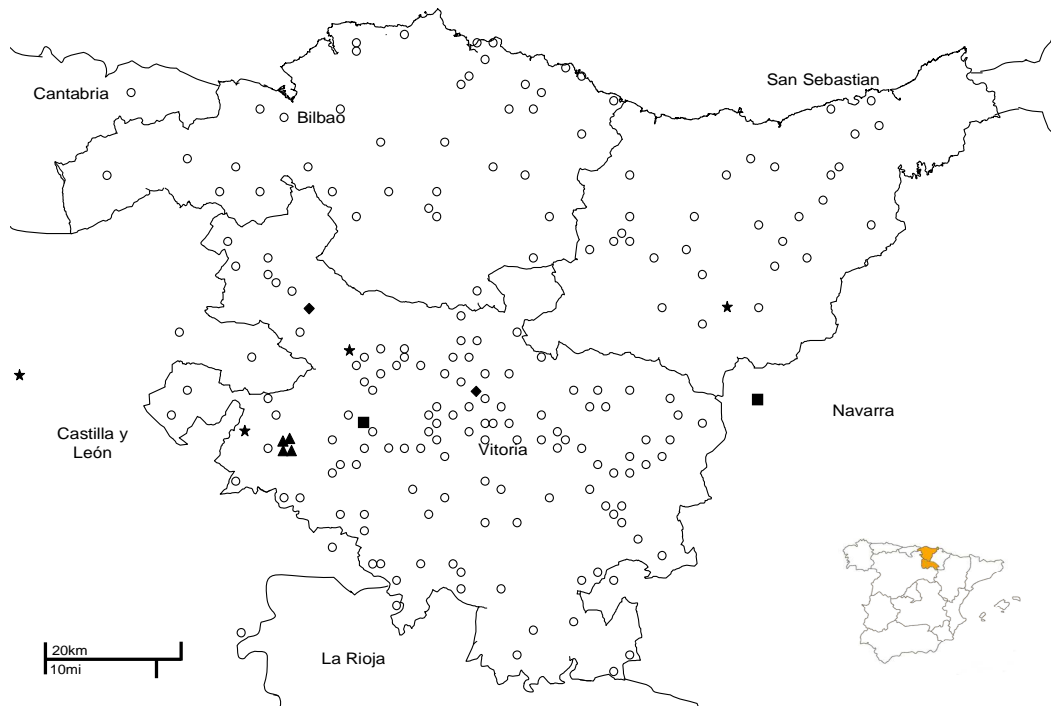 San Sebastian
Cantabria
Bilbao
Navarra
Castilla y
León
Vitoria
20km
10mi
La Rioja